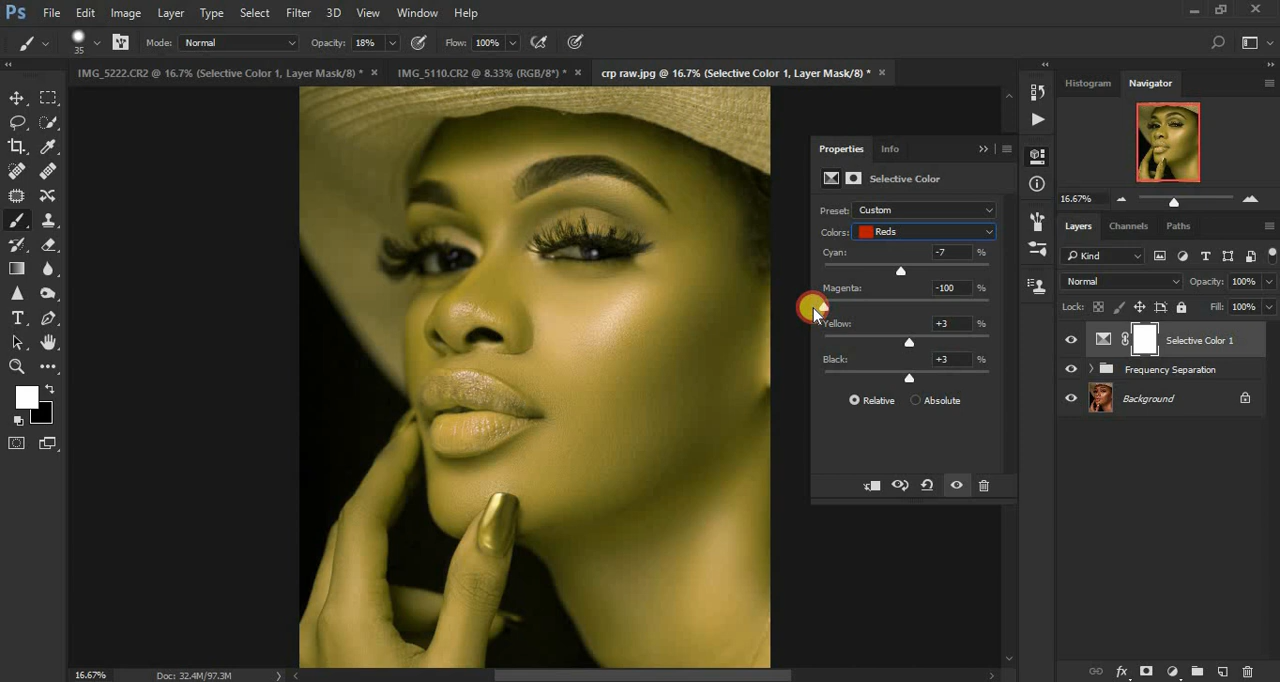 Ps File Edit Image Layer Type Select Filter 3D View Window Help
35 Mode: Normal Opacity: 18% Flow: 100%
IMG_5222.CR2 @ 16.7% (Selective Color 1, Layer Mask/8) * × IMG_5110.CR2 @ 8.33% (RGB/8*) * × crp raw.jpg @ 16.7% (Selective Color 1, Layer Mask/8) * ×
Histogram Navigator
16.67%
Properties Info
Selective Color
Preset: Custom
Colors: Reds
Cyan: -7 %
Magenta: -100 %
Yellow: +3 %
Black: +3 %
Relative Absolute
Layers Channels Paths
Kind
Normal Opacity: 100%
Lock: Fill: 100%
Selective Color 1
Frequency Separation
Background
16.67% Doc: 32.4M/97.3M